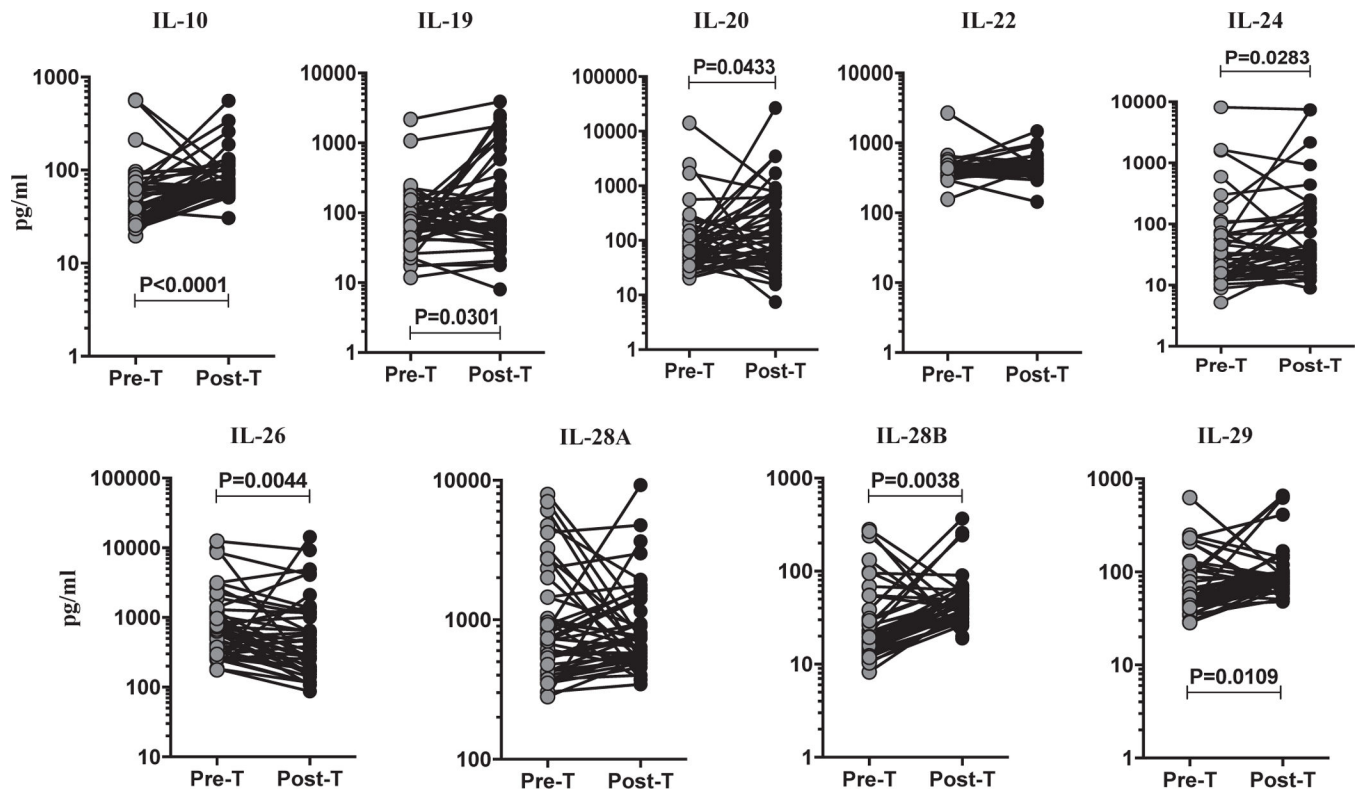 IL-10 IL-19 IL-20 IL-22 IL-24
pg/ml
1000
100
10
1
P<0.0001
Pre-T Post-T
10000
1000
100
10
1
P=0.0301
Pre-T Post-T
P=0.0433
100000
10000
1000
100
10
1
Pre-T Post-T
10000
1000
100
10
1
Pre-T Post-T
P=0.0283
10000
1000
100
10
1
Pre-T Post-T
IL-26 IL-28A IL-28B IL-29
pg/ml
P=0.0044
100000
10000
1000
100
10
Pre-T Post-T
10000
1000
100
Pre-T Post-T
P=0.0038
1000
100
10
1
Pre-T Post-T
1000
100
10
1
P=0.0109
Pre-T Post-T